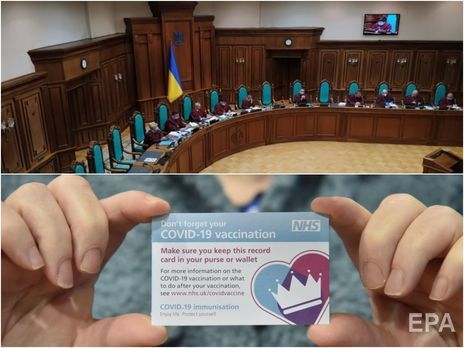 Don't forget your
COVID-19 vaccination
NHS
Make sure you keep this record
card in your purse or wallet
For more information on the
COVID-19 vaccination or what
to do after your vaccination,
see www.nhs.uk/covidvaccine
COVID-19 immunisation
Enjoy life. Protect yourself.
EPA